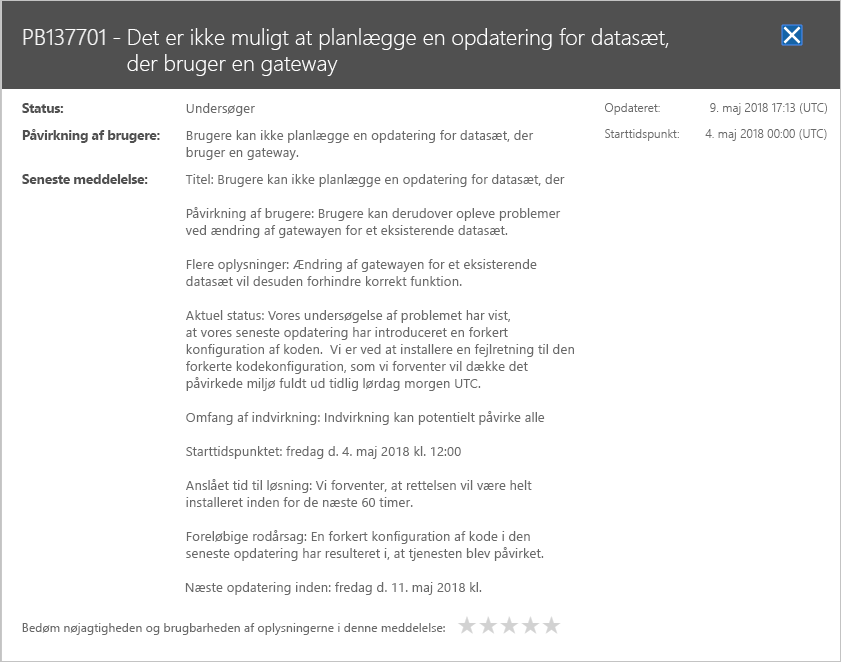 PB137701 - Det er ikke muligt at planlægge en opdatering for datasæt,
der bruger en gateway
Status: Undersøger
Opdateret: 9. maj 2018 17:13 (UTC)
Påvirkning af brugere: Brugere kan ikke planlægge en opdatering for datasæt, der
bruger en gateway.
Starttidspunkt: 4. maj 2018 00:00 (UTC)
Seneste meddelelse: Titel: Brugere kan ikke planlægge en opdatering for datasæt, der
Påvirkning af brugere: Brugere kan derudover opleve problemer
ved ændring af gatewayen for et eksisterende datasæt.
Flere oplysninger: Ændring af gatewayen for et eksisterende
datasæt vil desuden forhindre korrekt funktion.
Aktuel status: Vores undersøgelse af problemet har vist,
at vores seneste opdatering har introduceret en forkert
konfiguration af koden. Vi er ved at installere en fejlretning til den
forkerte kodekonfiguration, som vi forventer vil dække det
påvirkede miljø fuldt ud tidlig lørdag morgen UTC.
Omfang af indvirkning: Indvirkning kan potentielt påvirke alle
Starttidspunktet: fredag d. 4. maj 2018 kl. 12:00
Anslået tid til løsning: Vi forventer, at rettelsen vil være helt
installeret inden for de næste 60 timer.
Foreløbige rodårsag: En forkert konfiguration af kode i den
seneste opdatering har resulteret i, at tjenesten blev påvirket.
Næste opdatering inden: fredag d. 11. maj 2018 kl.
Bedøm nøjagtigheden og brugbarheden af oplysningerne i denne meddelelse: